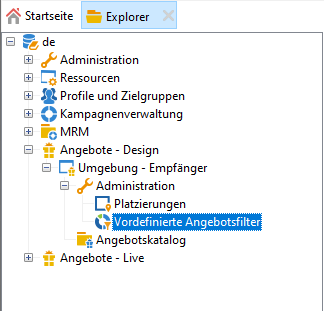 Startseite
Explorer
de
Administration
Ressourcen
Profile und Zielgruppen
Kampagnenverwaltung
MRM
Angebote - Design
Umgebung - Empfänger
Administration
Platzierungen
Vordefinierte Angebotsfilter
Angebotskatalog
Angebote - Live